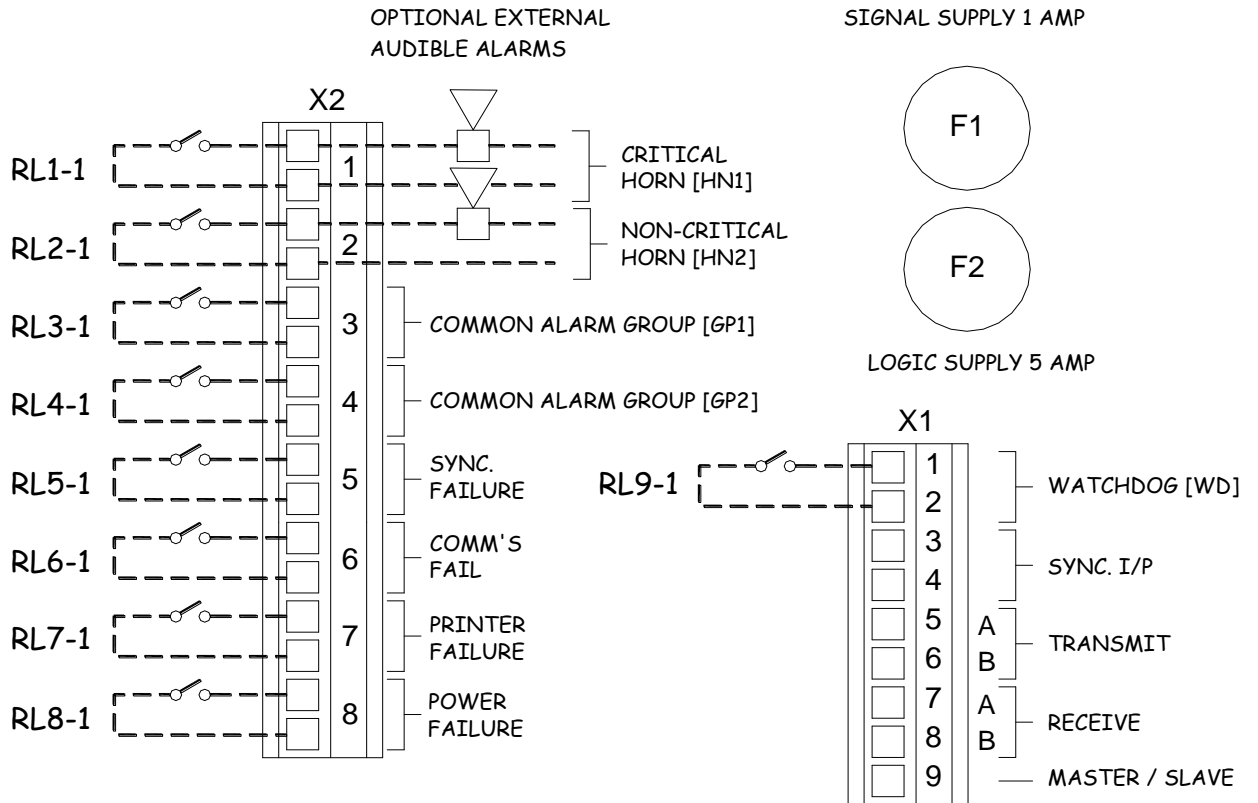 OPTIONAL EXTERNAL
AUDIBLE ALARMS
SIGNAL SUPPLY 1 AMP
X2
F1
RL1-1
1
CRITICAL
HORN [HN1]
RL2-1
2
NON-CRITICAL
HORN [HN2]
F2
RL3-1
3
COMMON ALARM GROUP [GP1]
LOGIC SUPPLY 5 AMP
RL4-1
4
COMMON ALARM GROUP [GP2]
RL5-1
5
SYNC.
FAILURE
RL6-1
6
COMM'S
FAIL
RL7-1
7
PRINTER
FAILURE
RL8-1
8
POWER
FAILURE
X1
RL9-1
1
2
WATCHDOG [WD]
3
4
SYNC. I/P
5 A
6 B
TRANSMIT
7 A
8 B
RECEIVE
9
MASTER / SLAVE